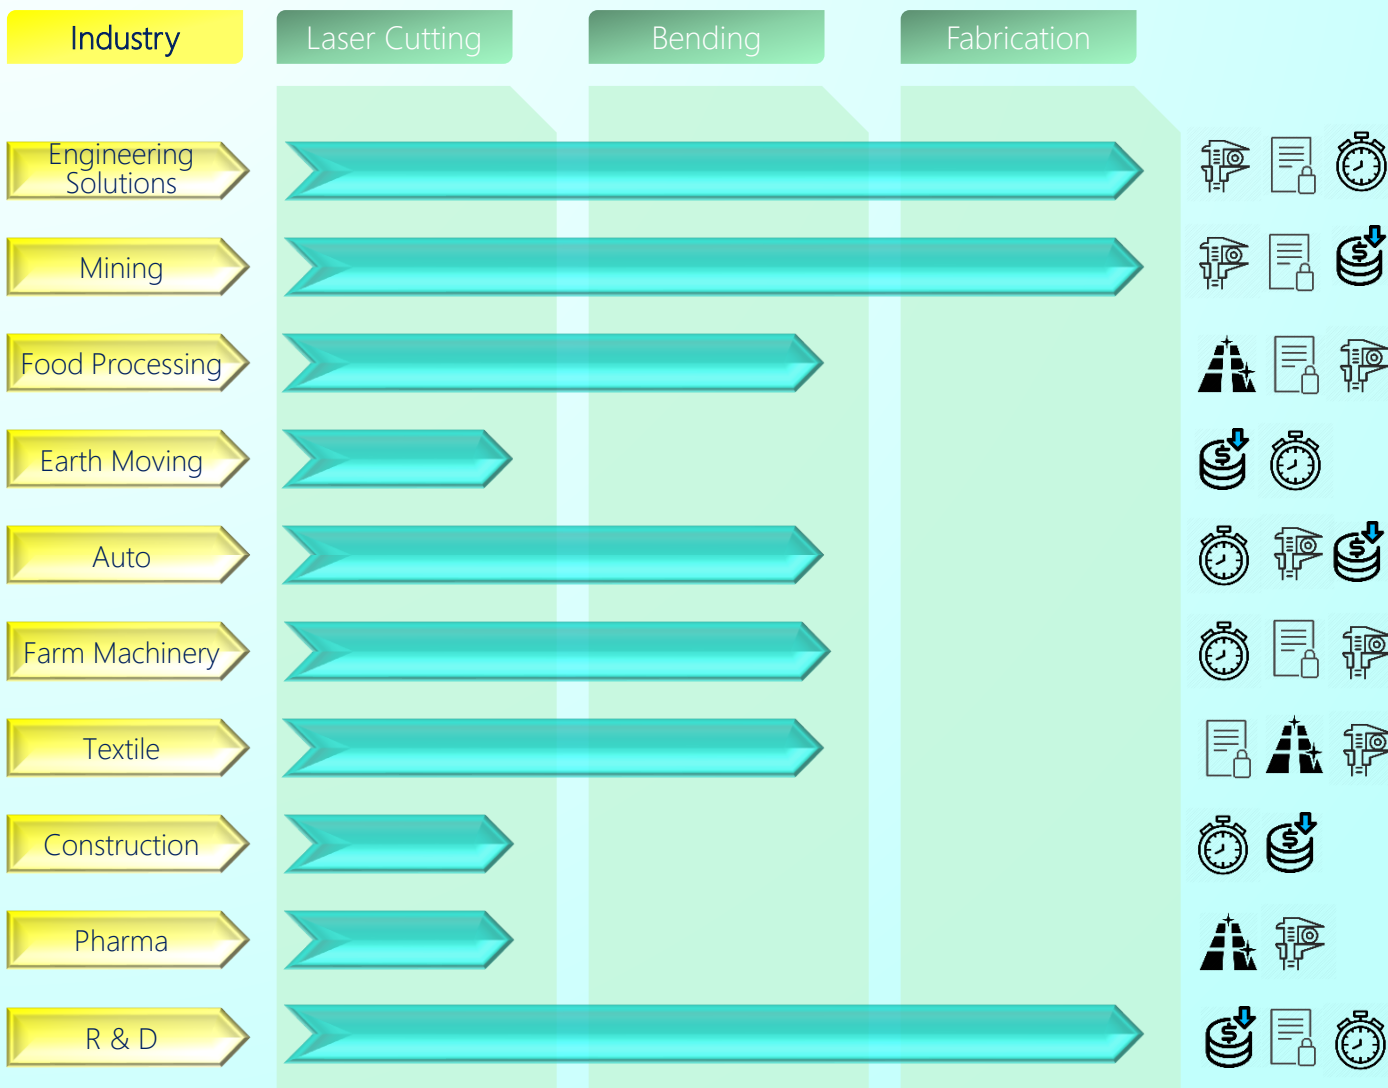 Industry
Laser Cutting
Bending
Fabrication
Engineering
Solutions
Mining
Food Processing
Earth Moving
Auto
Farm Machinery
Textile
Construction
Pharma
R & D